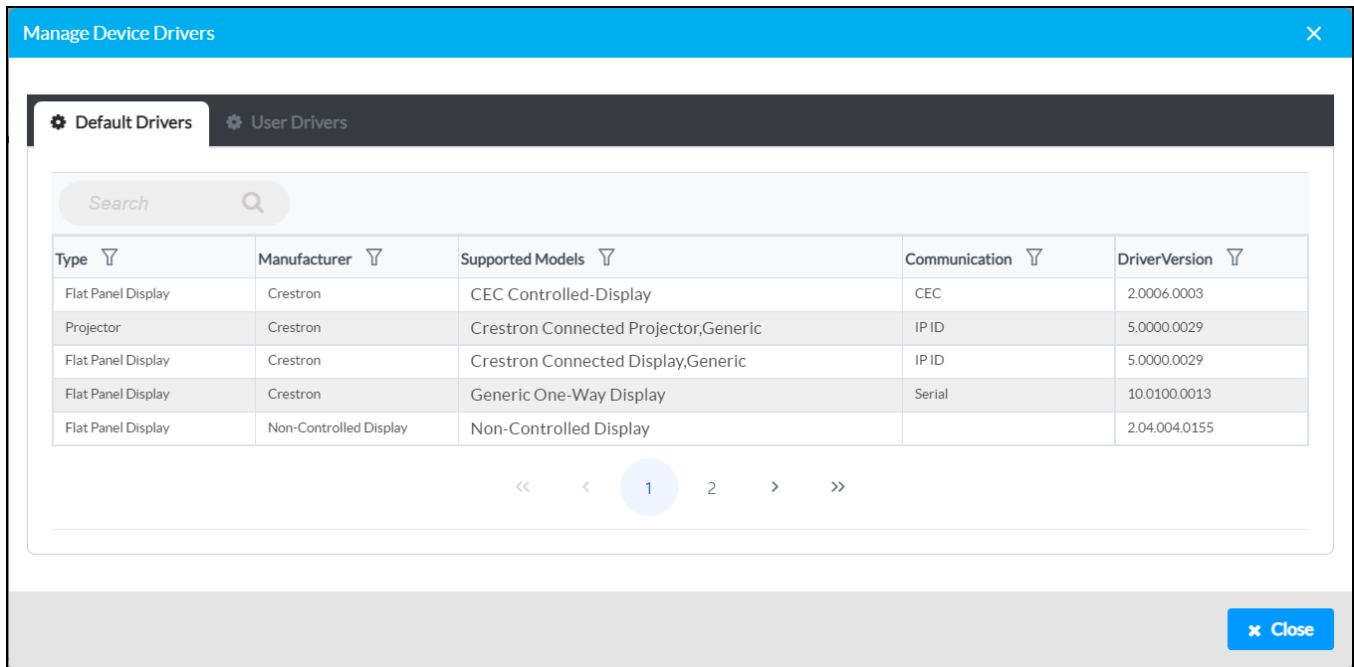 Manage Device Drivers
Default Drivers User Drivers
Search
Type Manufacturer Supported Models Communication DriverVersion
Flat Panel Display Crestron CEC Controlled-Display CEC 2.0006.0003
Projector Crestron Crestron Connected Projector,Generic IP ID 5.0000.0029
Flat Panel Display Crestron Crestron Connected Display,Generic IP ID 5.0000.0029
Flat Panel Display Crestron Generic One-Way Display Serial 10.0100.0013
Flat Panel Display Non-Controlled Display Non-Controlled Display 2.04.004.0155
1 2
Close